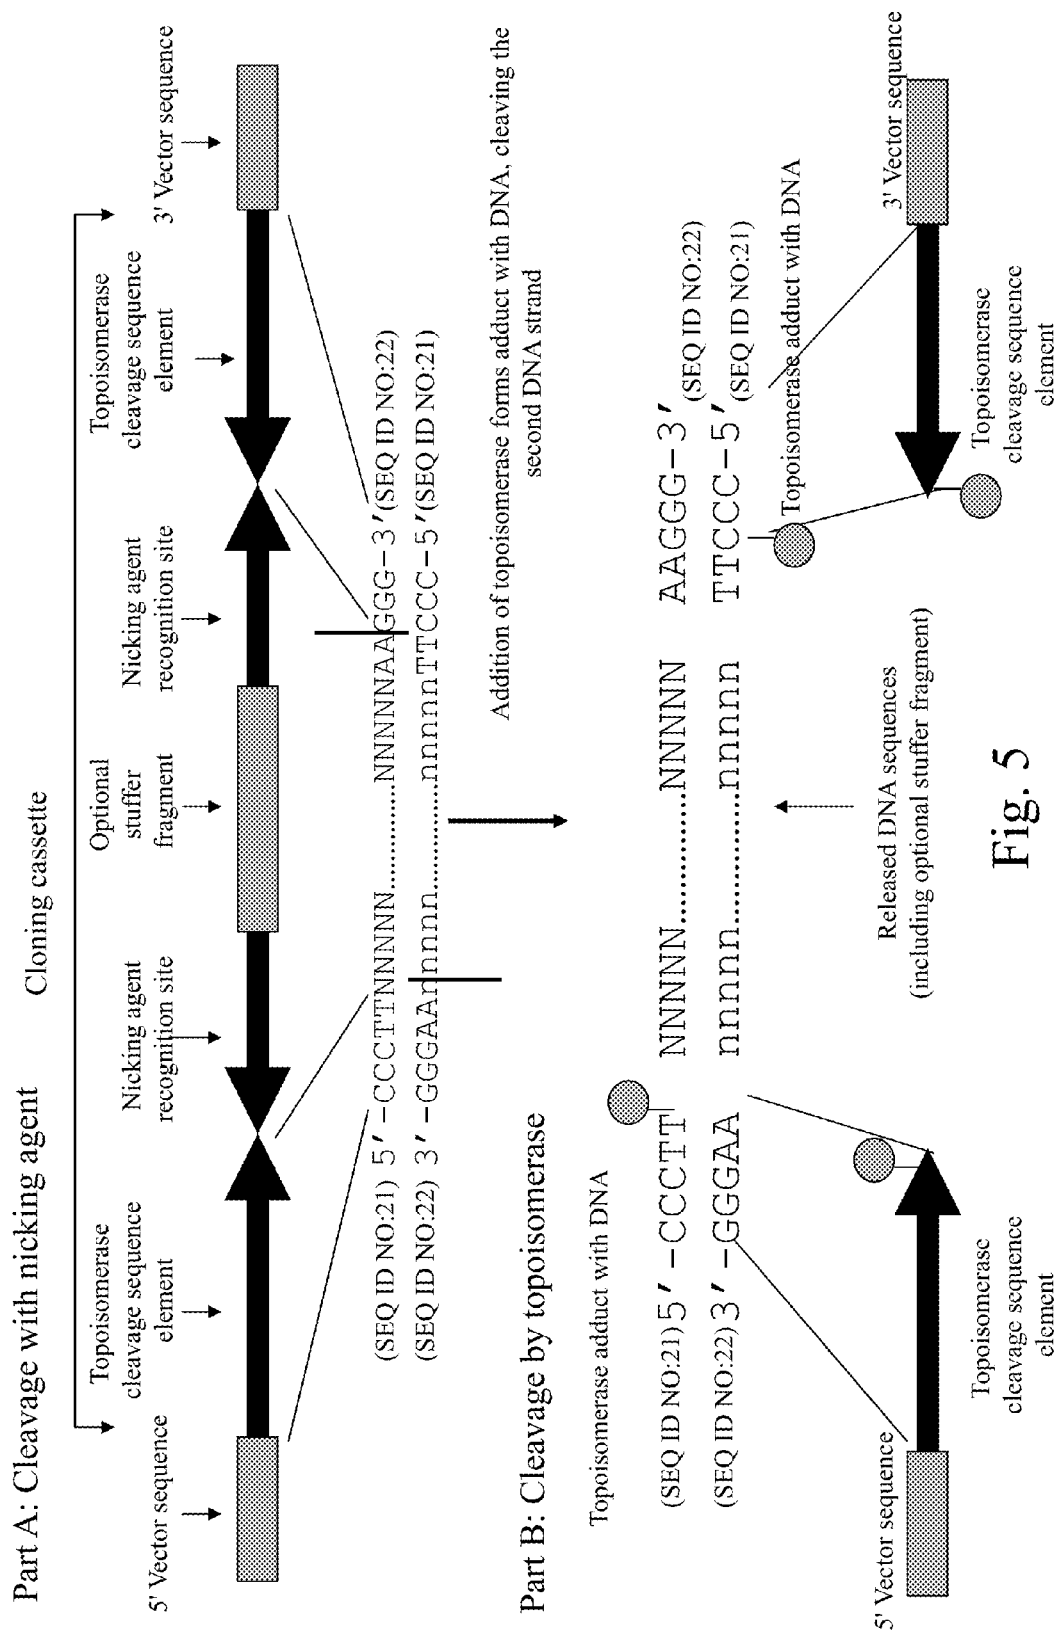 Part A: Cleavage with nicking agent
Cloning cassette
5' Vector sequence
Topoisomerase
cleavage sequence
element
Nicking agent
recognition site
Optional
stuffer
fragment
Nicking agent
recognition site
Topoisomerase
cleavage sequence
element
3' Vector sequence
(SEQ ID NO:21) 5'-CCCTTNNNNN..........NNNNNAAGGG-3'(SEQ ID NO:22)
(SEQ ID NO:22) 3'-GGGAAnnnnn..........nnnnnTTCCC-5'(SEQ ID NO:21)
Addition of topoisomerase forms adduct with DNA, cleaving the
second DNA strand
Part B: Cleavage by topoisomerase
Topoisomerase adduct with DNA
(SEQ ID NO:21)5'-CCCTT NNNNN..........NNNNN AAGGG-3'(SEQ ID NO:22)
(SEQ ID NO:22)3'-GGGAA nnnnn..........nnnnn TTCCC-5'(SEQ ID NO:21)
Topoisomerase adduct with DNA
5' Vector sequence
Released DNA sequences
(including optional stuffer fragment)
3' Vector sequence
Topoisomerase
cleavage sequence
element
Topoisomerase
cleavage sequence
element
Fig. 5